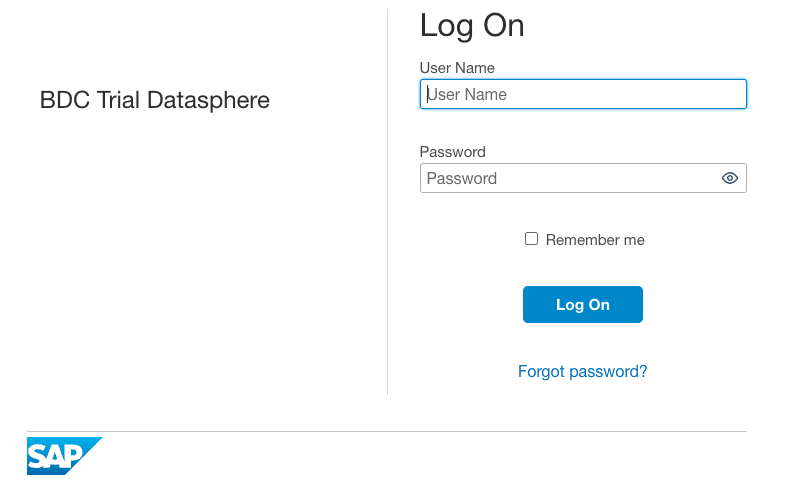 BDC Trial Datasphere
Log On
User Name
User Name
Password
Password
Remember me
Log On
Forgot password?
SAP